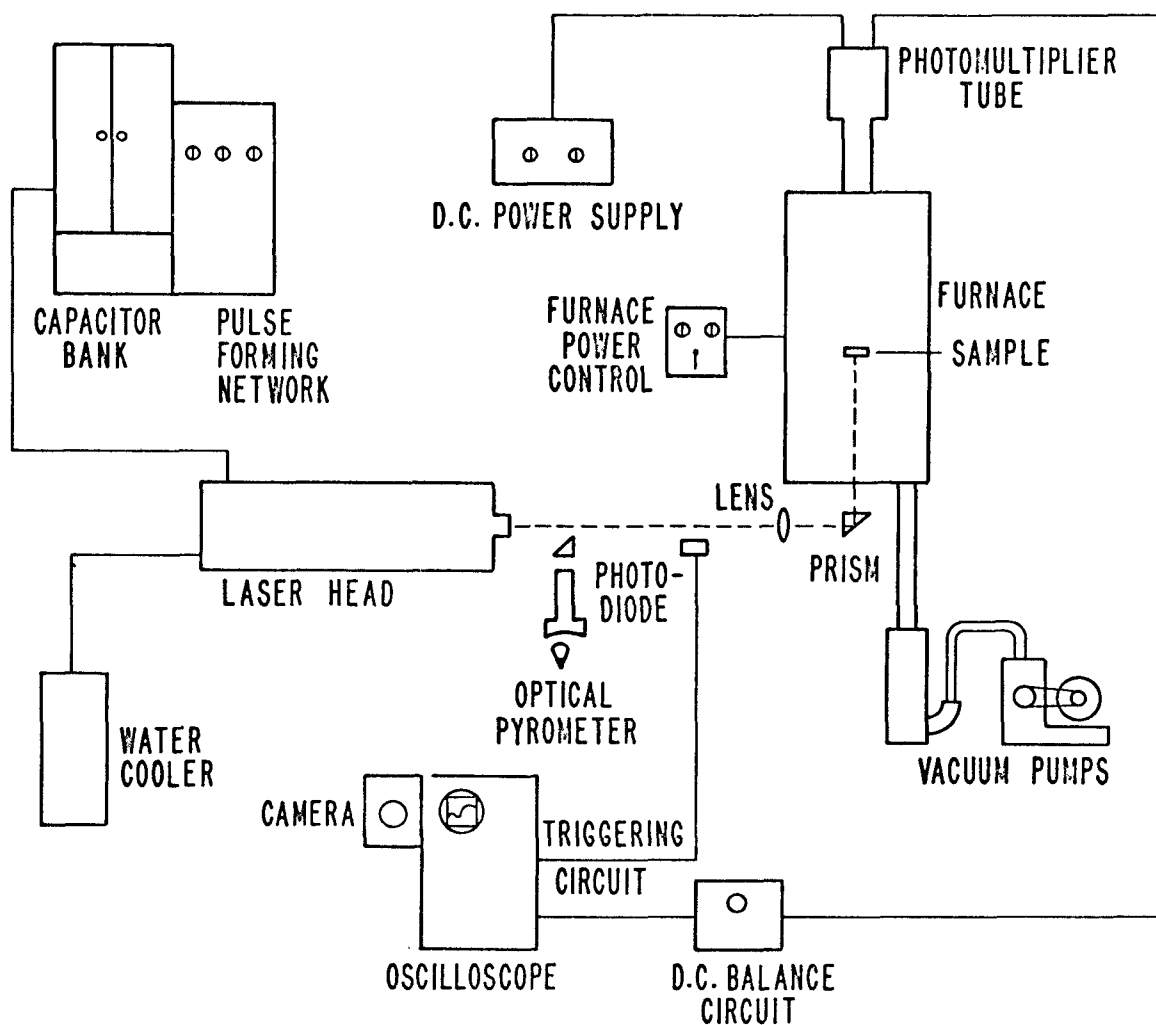 PHOTOMULTIPLIER
TUBE
D.C. POWER SUPPLY
CAPACITOR
BANK
PULSE
FORMING
NETWORK
FURNACE
POWER
CONTROL
FURNACE
SAMPLE
LENS
PRISM
LASER HEAD
PHOTO-
DIODE
OPTICAL
PYROMETER
WATER
COOLER
VACUUM PUMPS
CAMERA
TRIGGERING
CIRCUIT
OSCILLOSCOPE
D.C. BALANCE
CIRCUIT